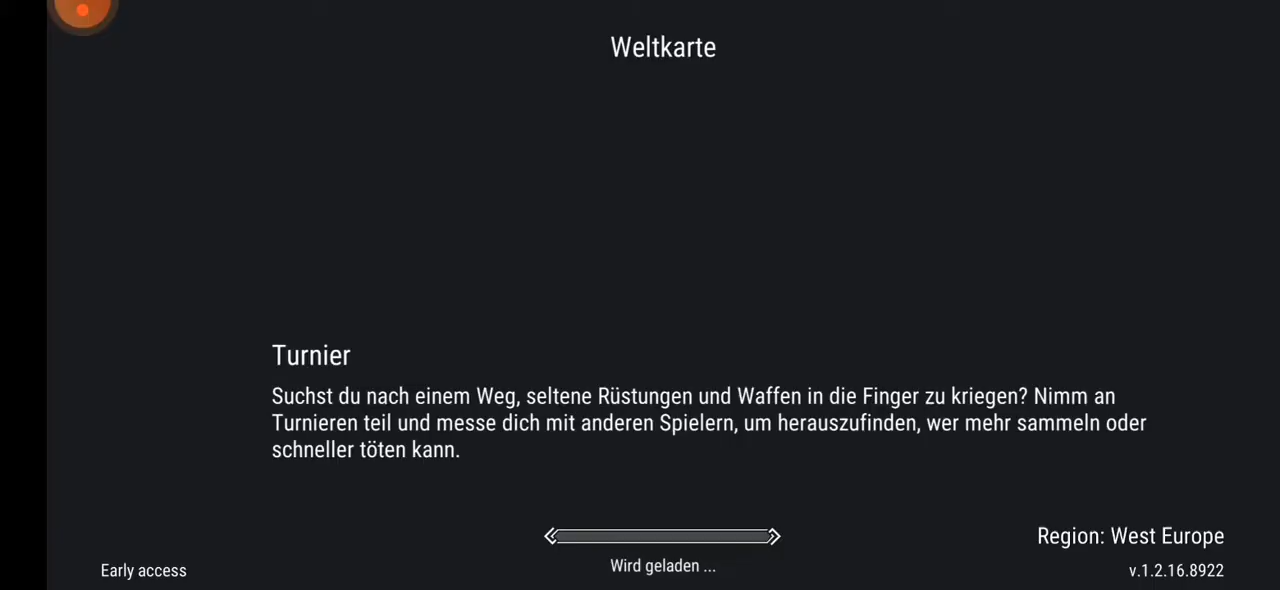 Weltkarte
Turnier
Suchst du nach einem Weg, seltene Rüstungen und Waffen in die Finger zu kriegen? Nimm an
Turnieren teil und messe dich mit anderen Spielern, um herauszufinden, wer mehr sammeln oder
schneller töten kann.
Region: West Europe
Wird geladen ...
Early access
v.1.2.16.8922